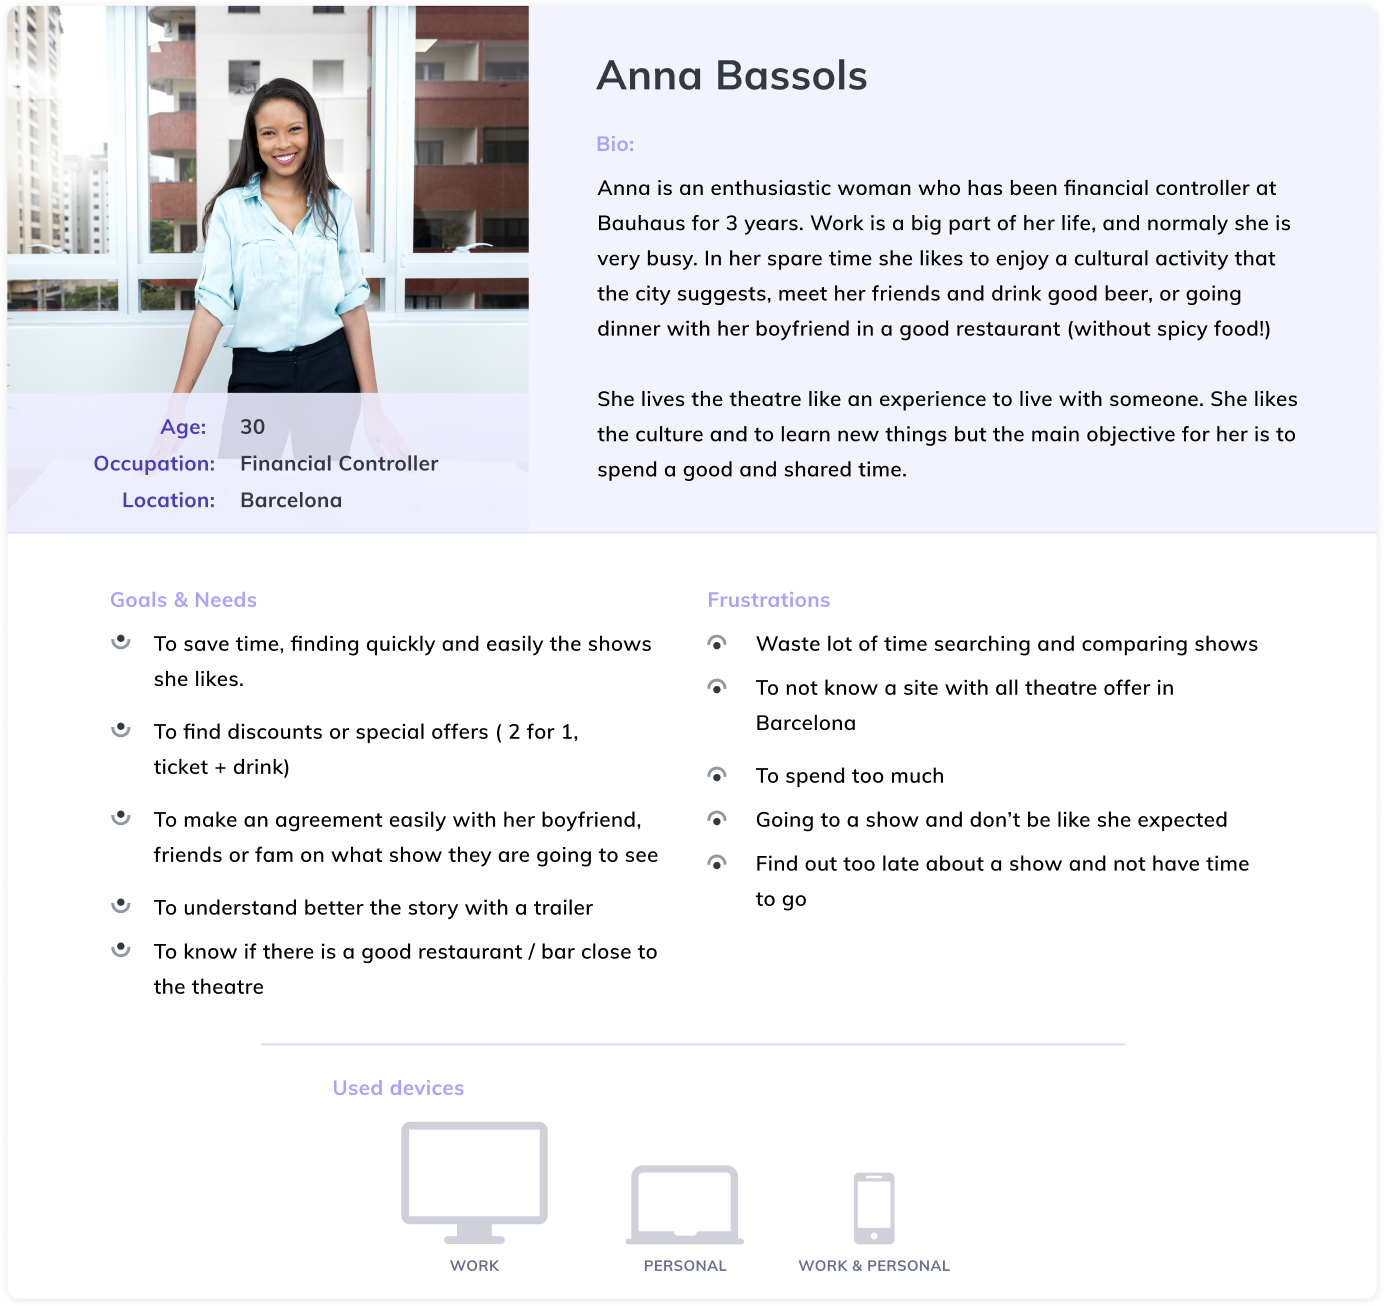 Anna Bassols
Bio:
Anna is an enthusiastic woman who has been financial controller at
Bauhaus for 3 years. Work is a big part of her life, and normaly she is
very busy. In her spare time she likes to enjoy a cultural activity that
the city suggests, meet her friends and drink good beer, or going
dinner with her boyfriend in a good restaurant (without spicy food!)
She lives the theatre like an experience to live with someone. She likes
the culture and to learn new things but the main objective for her is to
spend a good and shared time.
Age: 30
Occupation: Financial Controller
Location: Barcelona
Goals & Needs
To save time, finding quickly and easily the shows
she likes.
To find discounts or special offers ( 2 for 1,
ticket + drink)
To make an agreement easily with her boyfriend,
friends or fam on what show they are going to see
To understand better the story with a trailer
To know if there is a good restaurant / bar close to
the theatre
Frustrations
Waste lot of time searching and comparing shows
To not know a site with all theatre offer in
Barcelona
To spend too much
Going to a show and don’t be like she expected
Find out too late about a show and not have time
to go
Used devices
WORK
PERSONAL
WORK & PERSONAL